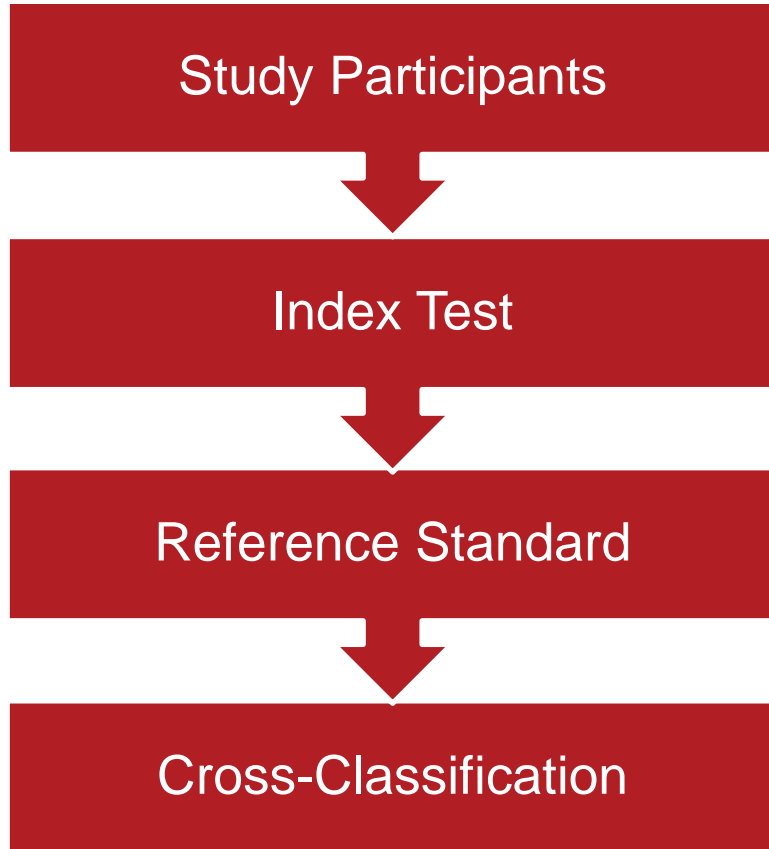 Study Participants
Index Test
Reference Standard
Cross-Classification